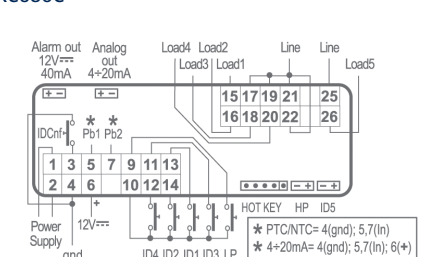 Alarm out
12V
40mA
Analog
out
4÷20mA
Load4 Load2
Load3 Load1
Line
Line
Load5
+ -
+ -
15 17 19 21
25
16 18 20 22
26
IDCnf
* *
Pb1 Pb2
1 3 5 7 9 11 13
2 4 6
10 12 14
+
12V
Power
Supply
gnd
HOT KEY
- +
HP
- +
ID5
ID4 ID2 ID1 ID3 LP
* PTC/NTC= 4(gnd); 5,7(In)
* 4÷20mA= 4(gnd); 5,7(In); 6(+)